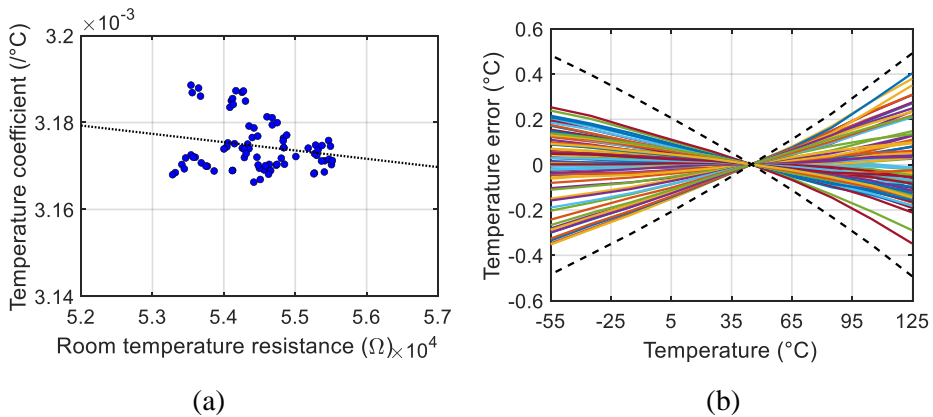 ×10⁻³
3.2
3.18
3.16
3.14
5.2 5.3 5.4 5.5 5.6 5.7
Temperature coefficient (/°C)
Room temperature resistance (Ω)
×10⁴
(a)
0.6
0.4
0.2
0
-0.2
-0.4
-0.6
-55 -25 5 35 65 95 125
Temperature error (°C)
Temperature (°C)
(b)